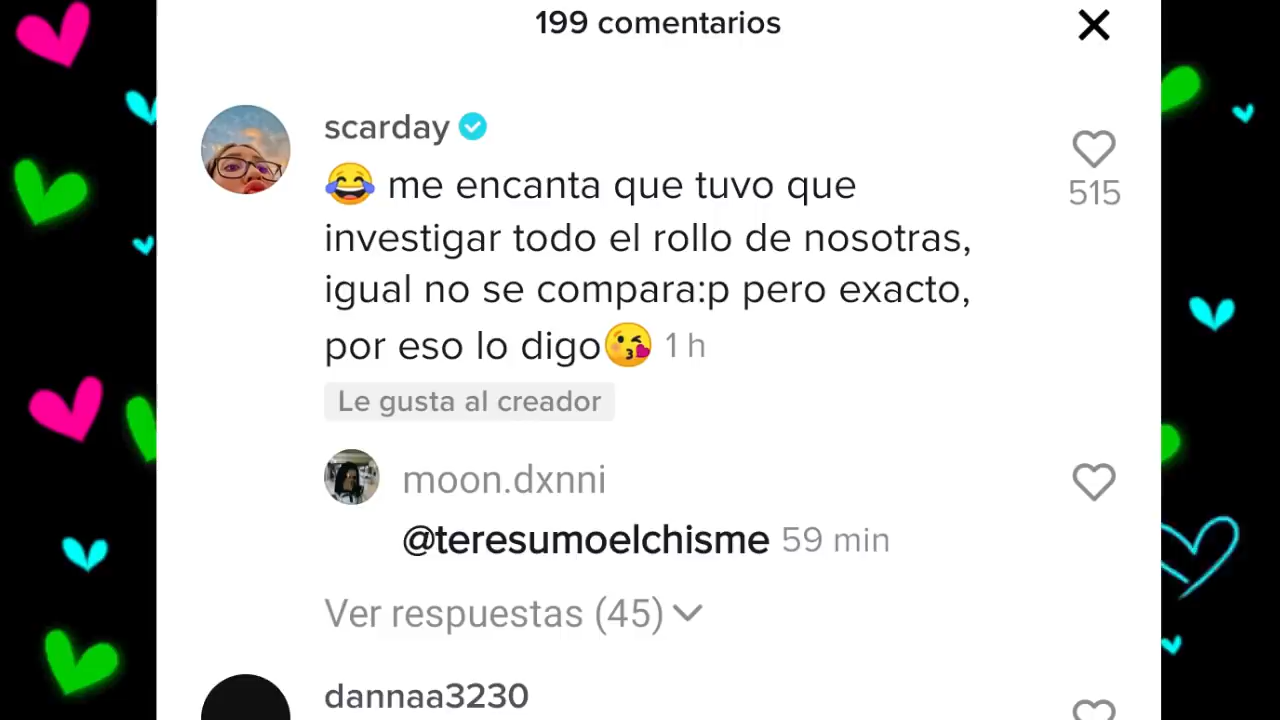 199 comentarios
scarday
😂 me encanta que tuvo que
investigar todo el rollo de nosotras,
igual no se compara:p pero exacto,
por eso lo digo😘 1 h
515
Le gusta al creador
moon.dxnni
@teresumoelchisme 59 min
Ver respuestas (45)
dannaa3230